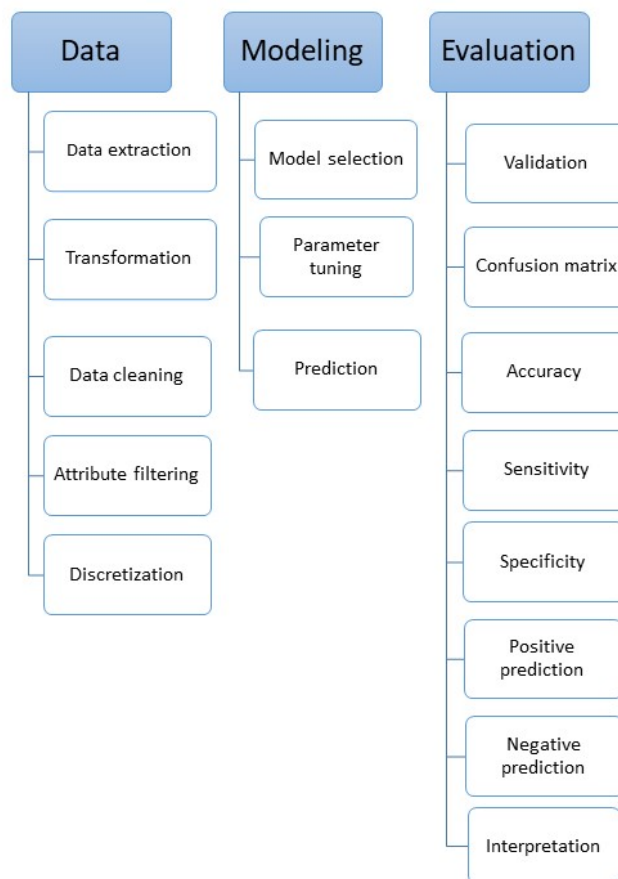 Data
Data extraction
Transformation
Data cleaning
Attribute filtering
Discretization
Modeling
Model selection
Parameter
tuning
Prediction
Evaluation
Validation
Confusion matrix
Accuracy
Sensitivity
Specificity
Positive
prediction
Negative
prediction
Interpretation